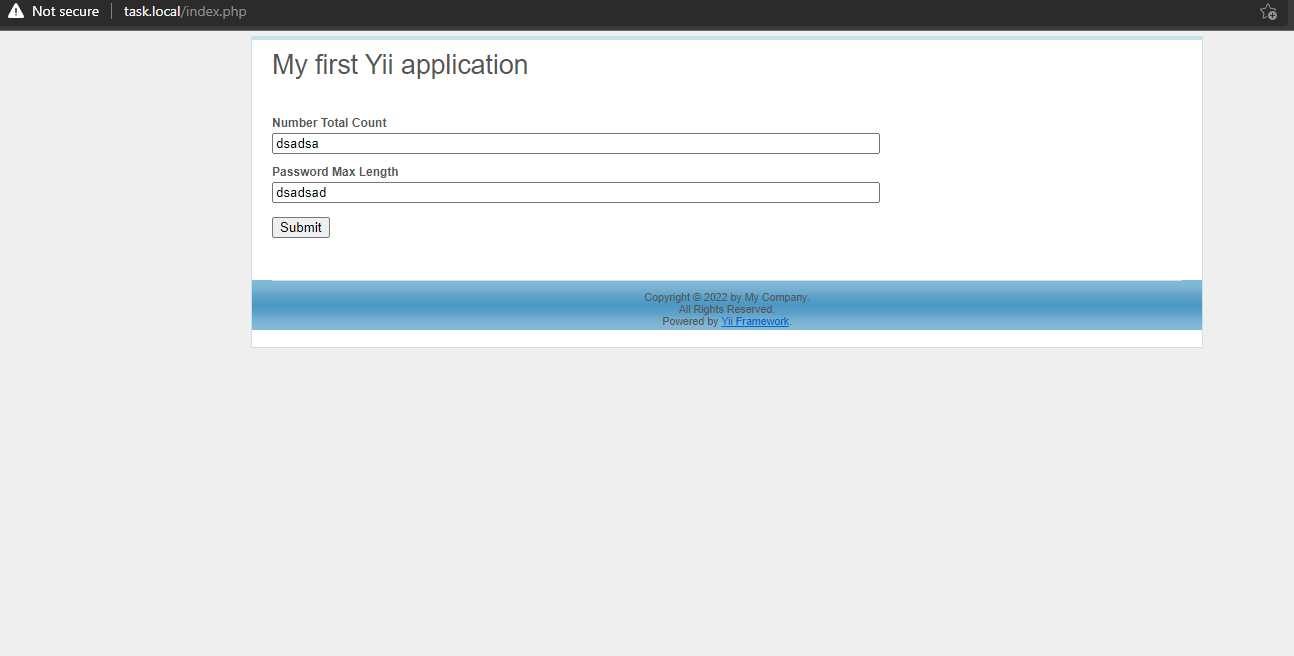 Not secure task.local/index.php
My first Yii application
Number Total Count
dsadsa
Password Max Length
dsadsad
Submit
Copyright © 2022 by My Company.
All Rights Reserved.
Powered by Yii Framework.